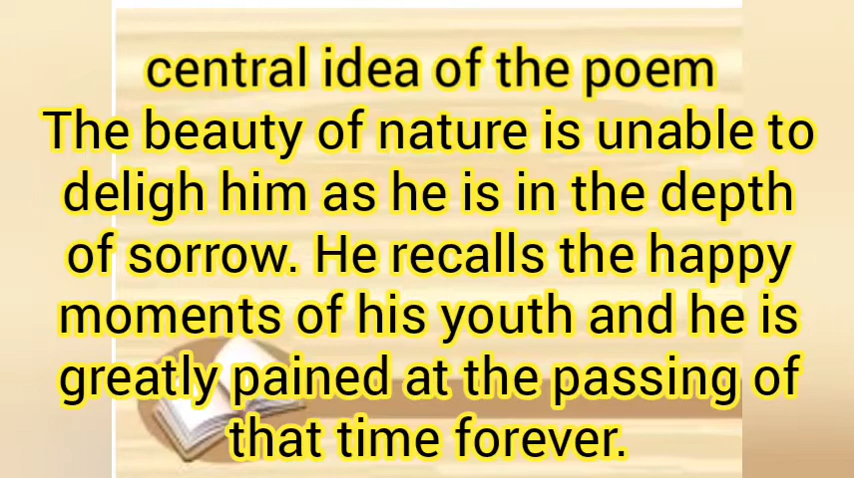 central idea of the poem
The beauty of nature is unable to
deligh him as he is in the depth
of sorrow. He recalls the happy
moments of his youth and he is
greatly pained at the passing of
that time forever.